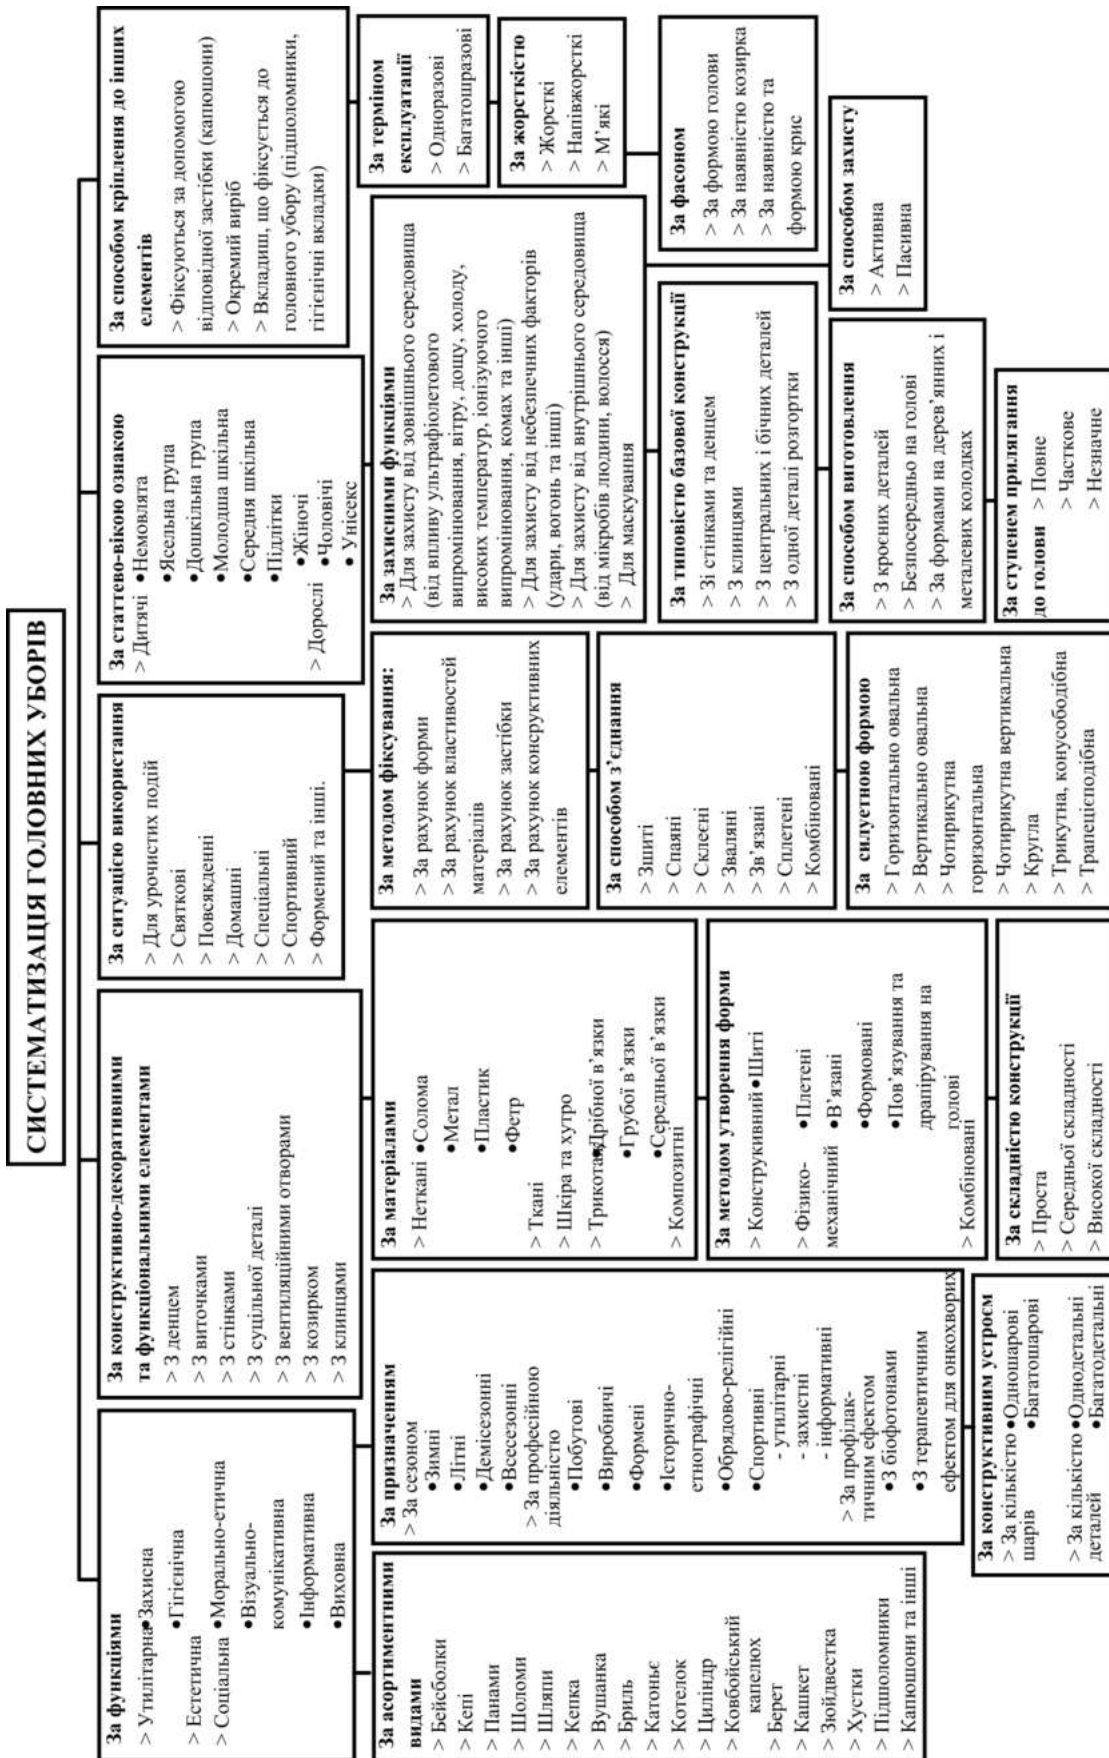 СИСТЕМАТИЗАЦІЯ ГОЛОВНИХ УБОРІВ
За функціями
> Утилітарна •Захисна
•Гігієнічна
> Естетична
> Соціальна •Морально-етична
•Візуально-
комунікативна
•Інформативна
•Виховна
За конструктивно-декоративними
та функціональними елементами
> З денцем
> З виточками
> З стінками
> З суцільної деталі
> З вентиляційними отворами
> З козирком
> З клинцями
За ситуацією використання
> Для урочистих подій
> Святкові
> Повсякденні
> Домашні
> Спеціальні
> Спортивний
> Формений та інші.
За статтево-вікою ознакою
> Дитячі •Немовлята
•Ясельна група
•Дошкільна група
•Молодша шкільна
•Середня шкільна
•Підлітки
> Дорослі •Жіночі
•Чоловічі
•Унісекс
За способом кріплення до інших
елементів
> Фіксуються за допомогою
відповідної застібки (капюшони)
> Окремий виріб
> Вкладиш, що фіксується до
головного убору (підшоломники,
гігієнічні вкладки)
За асортиментними
видами
> Бейсболки
> Кепі
> Панами
> Шоломи
> Шляпи
> Кепка
> Вушанка
> Бриль
> Катоньє
> Котелок
> Циліндр
> Ковбойський
капелюх
> Берет
> Кашкет
> Зюйдвестка
> Хустки
> Підшоломники
> Капюшони та інші
За призначенням
> За сезоном
•Зимні
•Літні
•Демісезонні
•Всесезонні
> За професійною
діяльністю
•Побутові
•Виробничі
•Формені
•Історично-
етнографічні
•Обрядово-релігійні
•Спортивні
- утилітарні
- захистні
- інформативні
> За профілак-
тичним ефектом
•З біофотонами
•З терапевтичним
ефектом для онкохворих
За конструктивним устроєм
> За кількістю •Одношарові
шарів •Багатошарові
> За кількістю •Однодетальні
деталей •Багатодетальні
За матеріалами
> Неткані •Солома
•Метал
•Пластик
•Фетр
> Ткані
> Шкіра та хутро
> Трикотаж •Дрібної в’язки
•Грубої в’язки
•Середньої в’язки
> Композитні
За методом утворення форми
> Конструкивний •Шиті
> Фізико- •Плетені
механічний •В’язані
•Формовані
•Пов’язування та
драпірування на
голові
> Комбіновані
За складністю конструкції
> Проста
> Середньої складності
> Високої складності
За методом фіксування:
> За рахунок форми
> За рахунок властивостей
матеріалів
> За рахунок застібки
> За рахунок консруктивних
елементів
За способом з’єднання
> Зшиті
> Спаяні
> Склеєні
> Зваляні
> Зв’язані
> Сплетені
> Комбіновані
За силуетною формою
> Горизонтально овальна
> Вертикально овальна
> Чотирикутна
горизонтальна
> Чотирикутна вертикальна
> Кругла
> Трикутна, конусободібна
> Трапецієподібна
За захисними функціями
> Для захисту від зовнішнього середовища
(від впливу ультрафіолетового
випромінювання, вітру, дощу, холоду,
високих температур, іонізуючого
випромінювання, комах та інші)
> Для захисту від небезпечних факторів
(удари, вогонь та інші)
> Для захисту від внутрішнього середовища
(від мікробів людини, волосся)
> Для маскування
За типовістю базової конструкції
> Зі стінками та денцем
> З клинцями
> З центральних і бічних деталей
> З одної деталі розгортки
За способом виготовлення
> З кроєних деталей
> Безпосередньо на голові
> За формами на дерев’янних і
металевих колодках
За ступенем прилягання
до голови > Повне
> Часткове
> Незначне
За терміном
експлуатації
> Одноразові
> Багатошразові
За жорсткістю
> Жорсткі
> Напівжорсткі
> М’які
За фасоном
> За формою голови
> За наявністю козирка
> За наявністю та
формою крис
За способом захисту
> Активна
> Пасивна